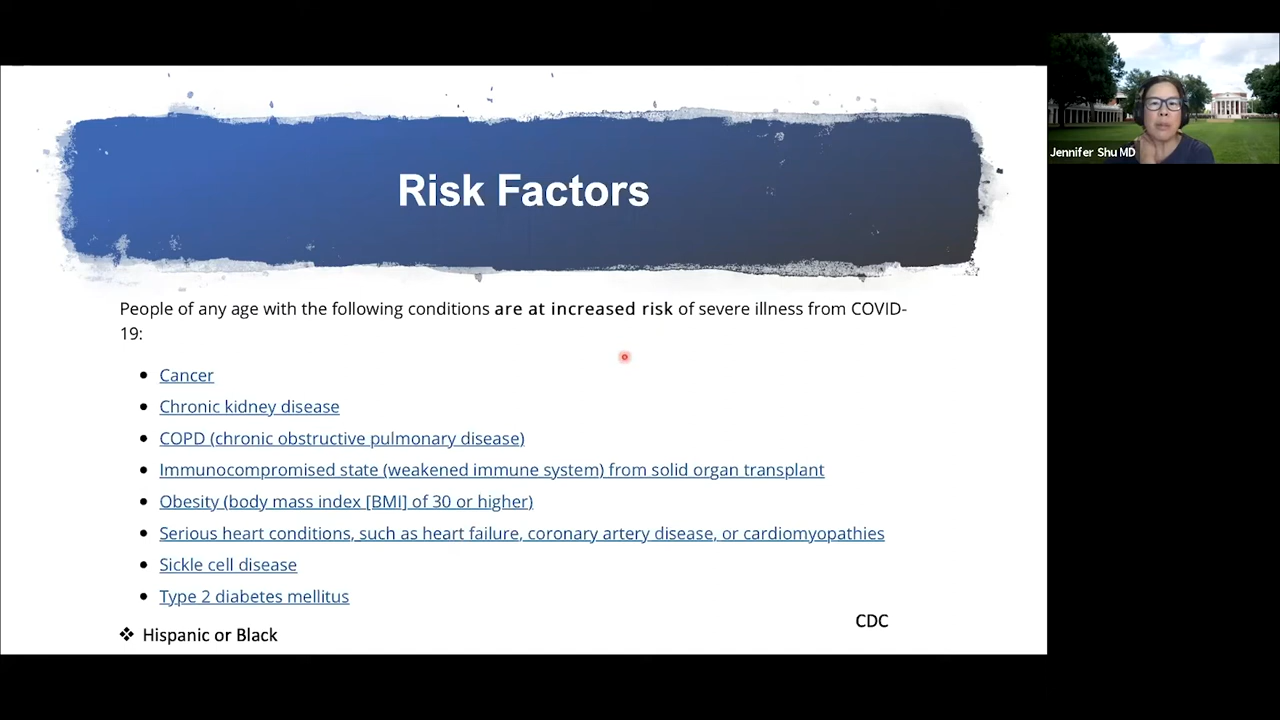 Risk Factors
People of any age with the following conditions are at increased risk of severe illness from COVID-
19:
• Cancer
• Chronic kidney disease
• COPD (chronic obstructive pulmonary disease)
• Immunocompromised state (weakened immune system) from solid organ transplant
• Obesity (body mass index [BMI] of 30 or higher)
• Serious heart conditions, such as heart failure, coronary artery disease, or cardiomyopathies
• Sickle cell disease
• Type 2 diabetes mellitus
❖ Hispanic or Black
CDC
Jennifer Shu MD